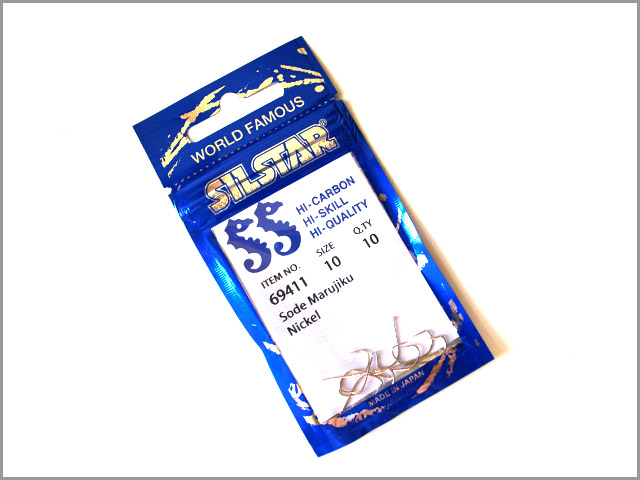 WORLD FAMOUS
SILSTAR®
HI-CARBON
HI-SKILL
HI-QUALITY
ITEM NO. SIZE Q.TY
69411 10 10
Sode Marujiku
Nickel
MADE IN JAPAN